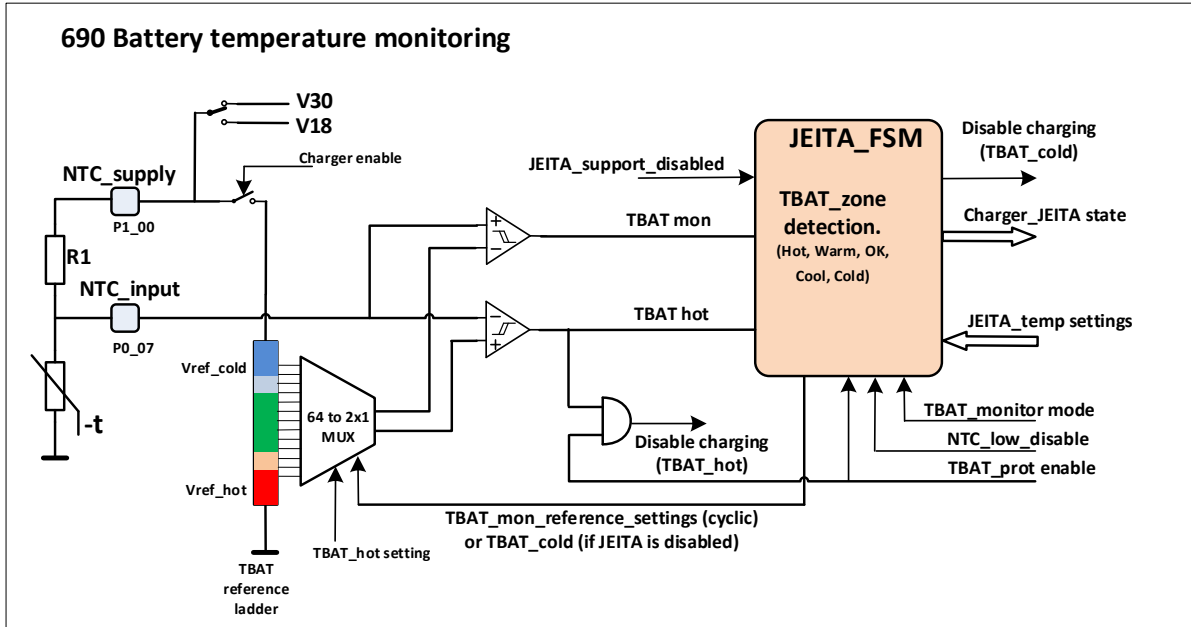 690 Battery temperature monitoring
V30
V18
Charger enable
NTC_supply
P1_00
R1
NTC_input
P0_07
-t
Vref_cold
Vref_hot
TBAT
reference
ladder
64 to 2x1
MUX
TBAT_hot setting
TBAT mon
TBAT hot
JEITA_support_disabled
JEITA_FSM
TBAT_zone
detection.
(Hot, Warm, OK,
Cool, Cold)
Disable charging
(TBAT_cold)
Charger_JEITA state
JEITA_temp settings
TBAT_monitor mode
NTC_low_disable
TBAT_prot enable
Disable charging
(TBAT_hot)
TBAT_mon_reference_settings (cyclic)
or TBAT_cold (if JEITA is disabled)
+
−
−
+